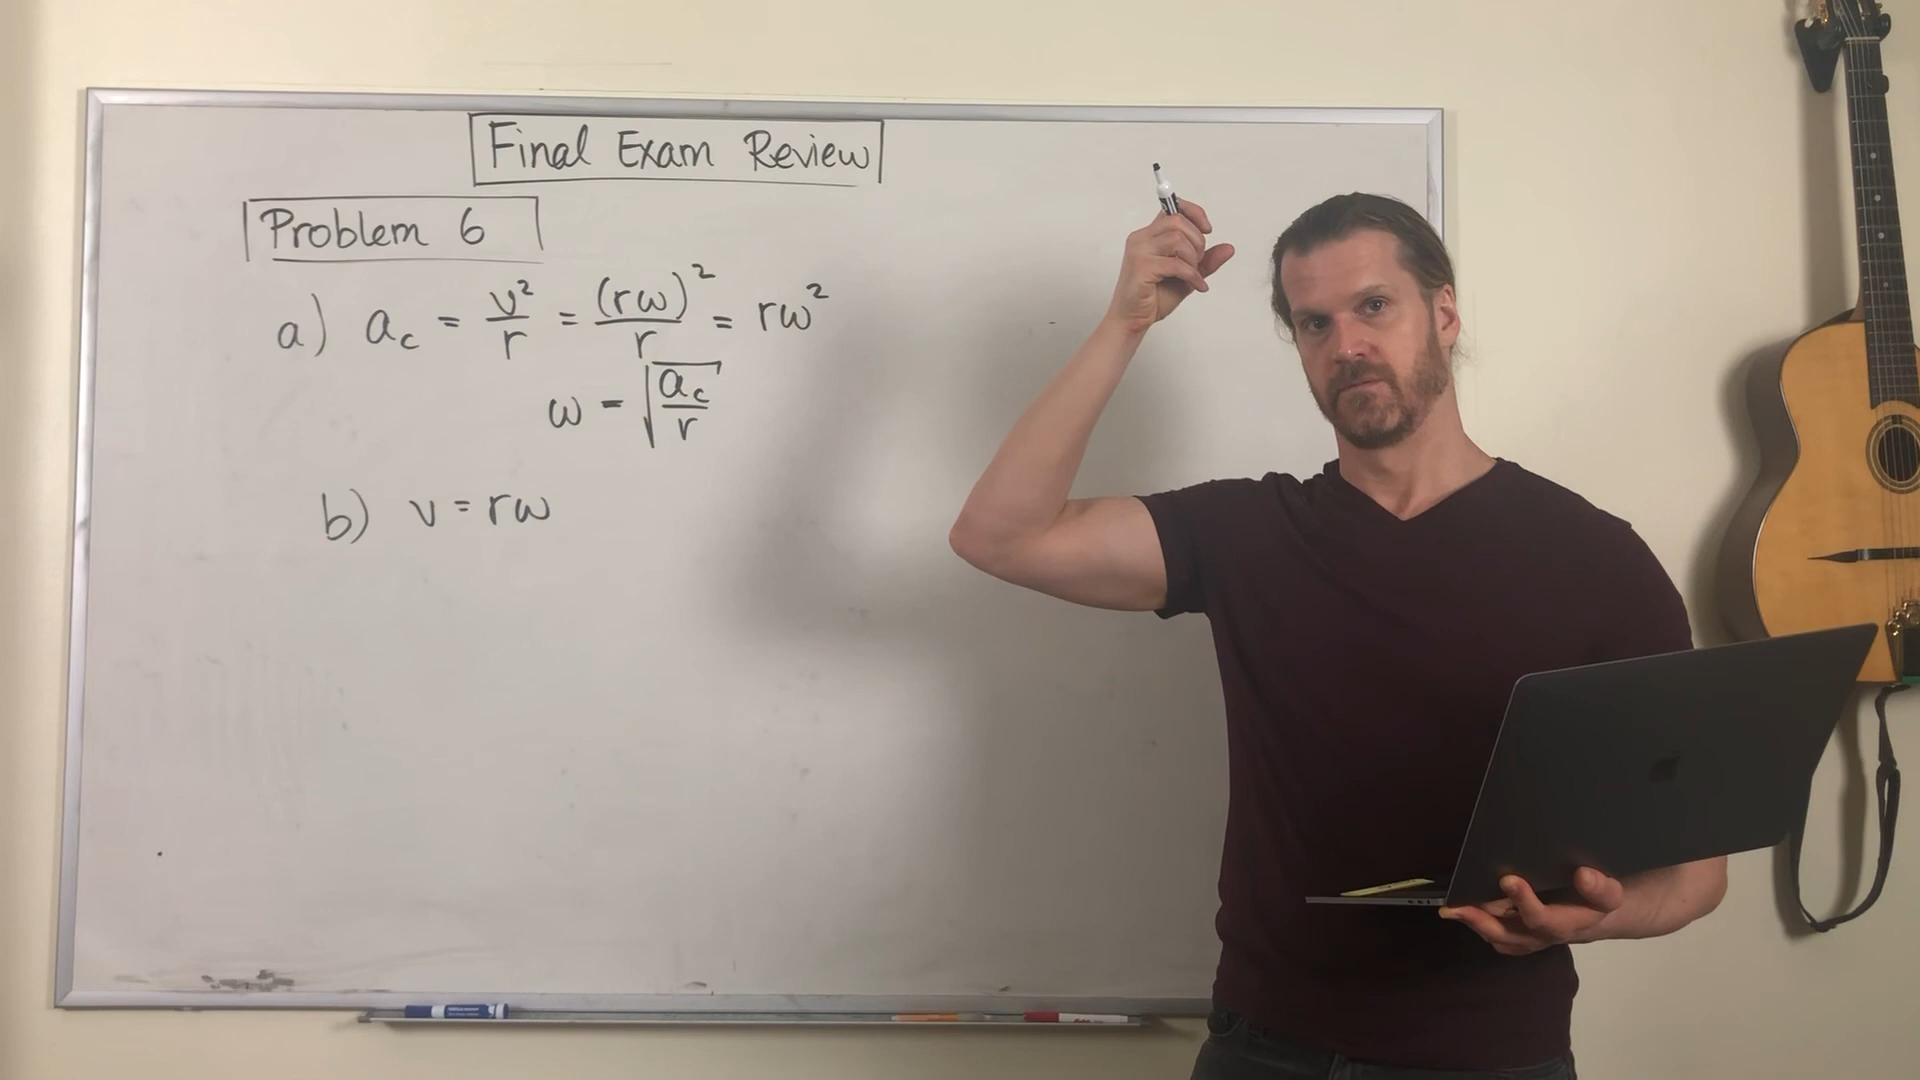 Final Exam Review
Problem 6
a) a_c = v²/r = (rω)²/r = rω²
ω = √(a_c/r)
b) v = rω